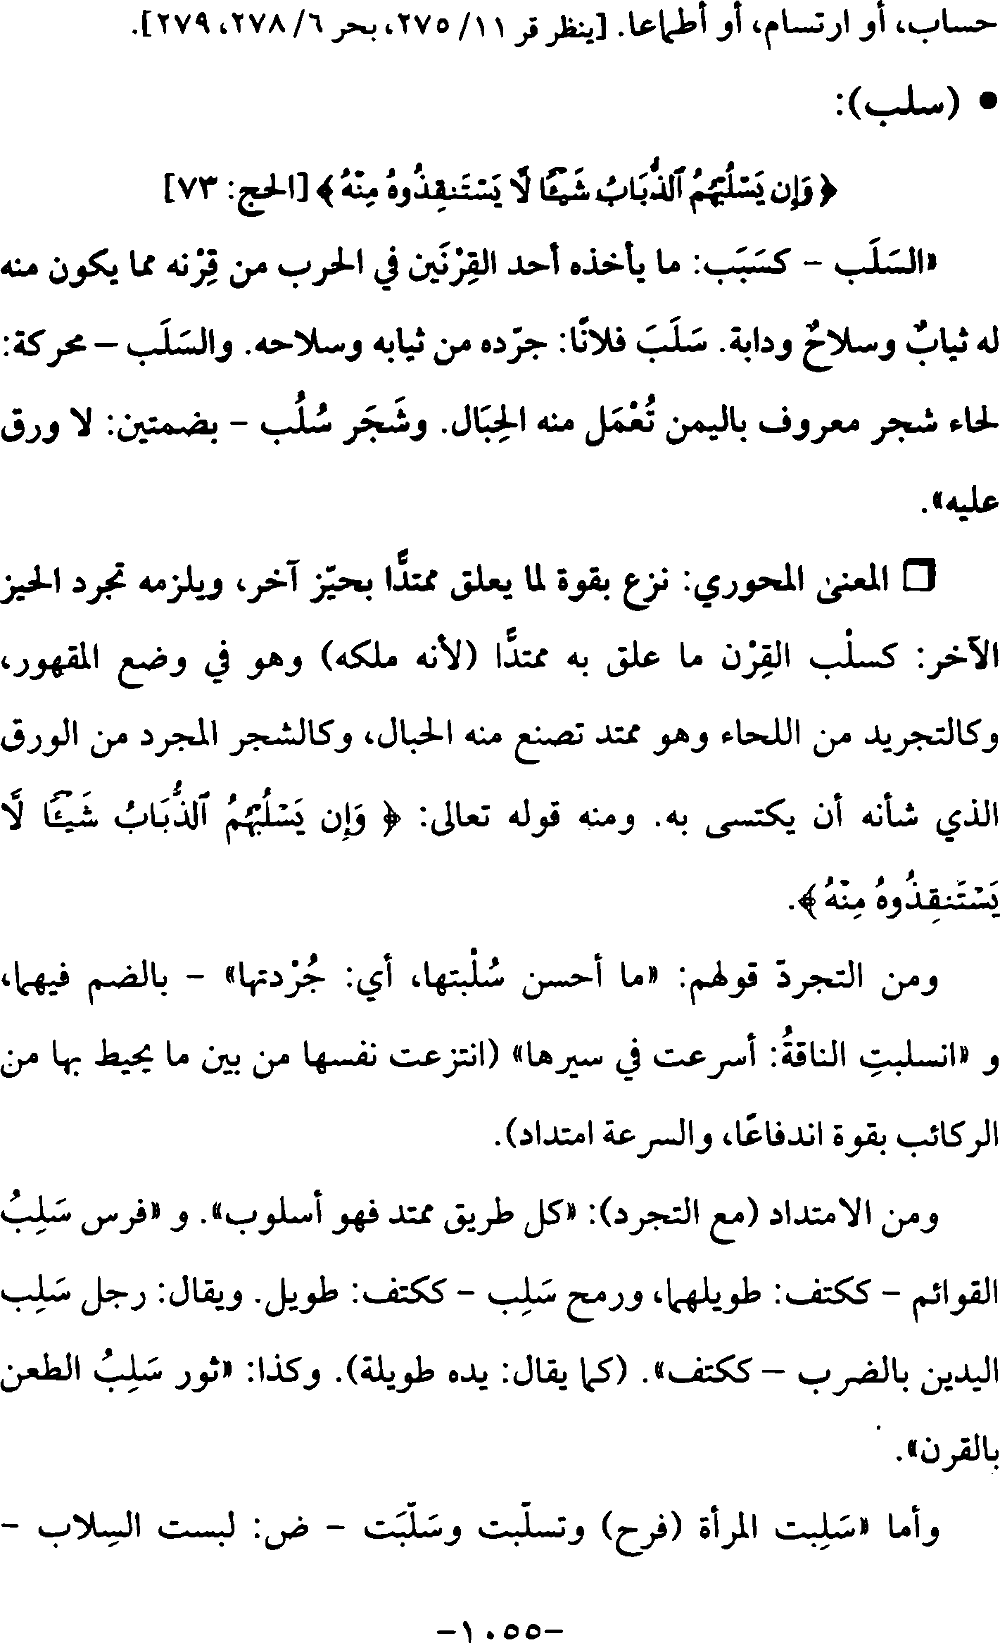 حساب، أو ارتسام، أو أطماعا. [ينظر قر ١١/ ٢٧٥، بحر ٦/ ٢٧٨، ٢٧٩].
• (سلب):
﴿وَإِن يَسْلُبْهُمُ ٱلذُّبَابُ شَيْـًٔا لَّا يَسْتَنقِذُوهُ مِنْهُ﴾ [الحج: ٧٣]
«السَلَب - كسَبَب: ما يأخذه أحد القِرْنَين في الحرب من قِرْنه مما يكون منه
له ثيابٌ وسلاحٌ ودابة. سَلَبَ فلانًا: جرّده من ثيابه وسلاحه. والسَلَب – محركة:
لحاء شجر معروف باليمن تُعْمَل منه الحِبَال. وشَجَر سُلُب - بضمتين: لا ورق
عليه».
❒ المعنىٰ المحوري: نزع بقوة لما يعلق ممتدًّا بحيّز آخر، ويلزمه تجرد الحيز
الآخر: كسلْب القِرْن ما علق به ممتدًّا (لأنه ملكه) وهو في وضع المقهور،
وكالتجريد من اللحاء وهو ممتد تصنع منه الحبال، وكالشجر المجرد من الورق
الذي شأنه أن يكتسى به. ومنه قوله تعالى: ﴿ وَإِن يَسْلُبْهُمُ ٱلذُّبَابُ شَيْـًٔا لَّا
يَسْتَنقِذُوهُ مِنْهُ ﴾.
ومن التجردّ قولهم: «ما أحسن سُلْبتها، أي: جُرْدتها» - بالضم فيهما،
و «انسلبتِ الناقةُ: أسرعت في سيرها» (انتزعت نفسها من بين ما يحيط بها من
الركائب بقوة اندفاعًا، والسرعة امتداد).
ومن الامتداد (مع التجرد): «كل طريق ممتد فهو أسلوب». و «فرس سَلِبُ
القوائم - ككتف: طويلهما، ورمح سَلِب - ككتف: طويل. ويقال: رجل سَلِب
اليدين بالضرب – ككتف». (كما يقال: يده طويلة). وكذا: «ثور سَلِبُ الطعن
بالقرن».
وأما «سَلِبت المرأة (فرح) وتسلّبت وسَلّبَت - ض: لبست السِلاب -
-١٠٥٥-